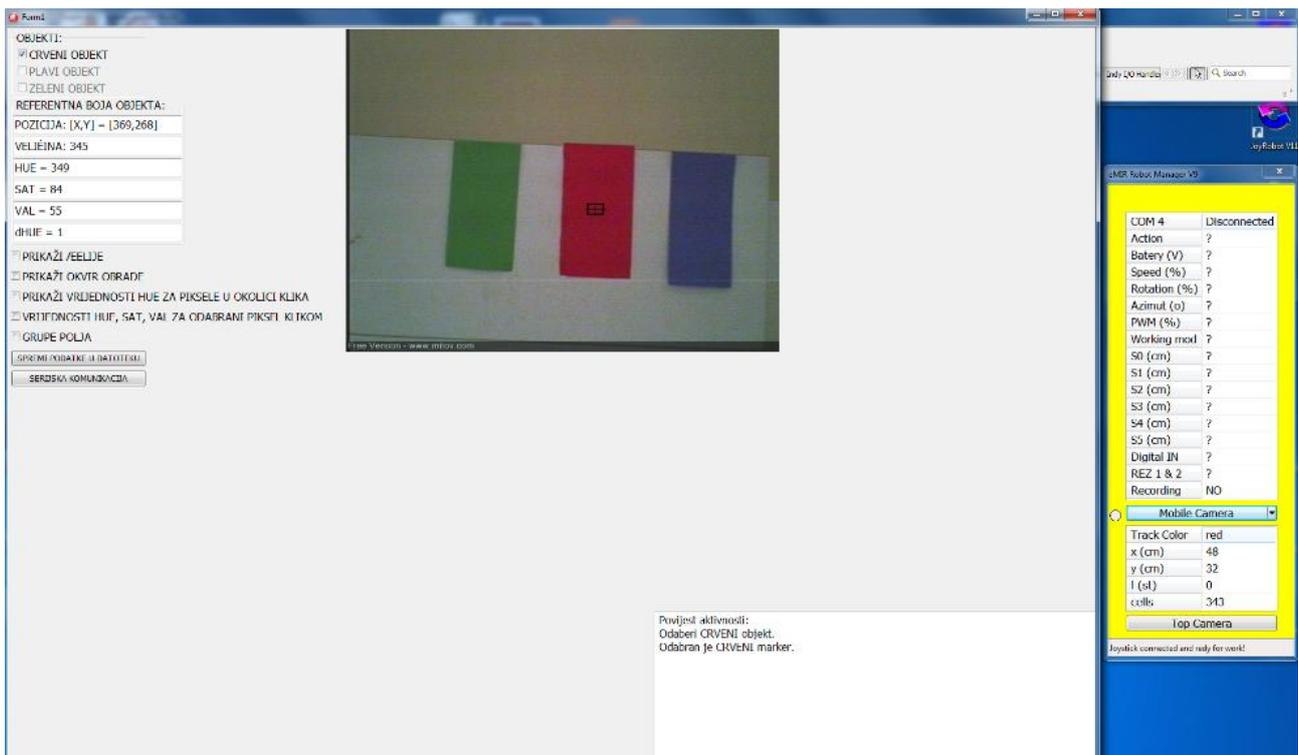 Form1
OBJEKTI:
CRVENI OBJEKT
PLAVI OBJEKT
ZELENI OBJEKT
REFERENTNA BOJA OBJEKTA:
POZICIJA: [X,Y] = [369,268]
VELIĖINA: 345
HUE = 349
SAT = 84
VAL = 55
dHUE = 1
PRIKAŽI
PRIKAŽI OKVIR OBRADE
PRIKAŽI VRIJEDNOSTI HUE ZA PIKSELE U OKOLICI KLIKA
VRIJEDNOSTI HUE, SAT, VAL ZA ODABRANI PIKSEL KLIKOM
GRUPE POLJA
SPREMI PODATKE U DATOTEKU
SERIJSKA KOMUNIKACIJA
Free Version - www.mitov.com
Povijest aktivnosti:
Odaberi CRVENI objekt.
Odabran je CRVENI marker.
Indy I/O Handler
Search
JoyRobot V11
eMIR Robot Manager V9
COM 4 Disconnected
Action ?
Batery (V) ?
Speed (%) ?
Rotation (%) ?
Azimut (o) ?
PWM (%) ?
Working mod ?
S0 (cm) ?
S1 (cm) ?
S2 (cm) ?
S3 (cm) ?
S4 (cm) ?
S5 (cm) ?
Digital IN ?
REZ 1 & 2 ?
Recording NO
Mobile Camera
Track Color red
x (cm) 48
y (cm) 32
(st) 0
cells 343
Top Camera
Joystick connected and redy for work!